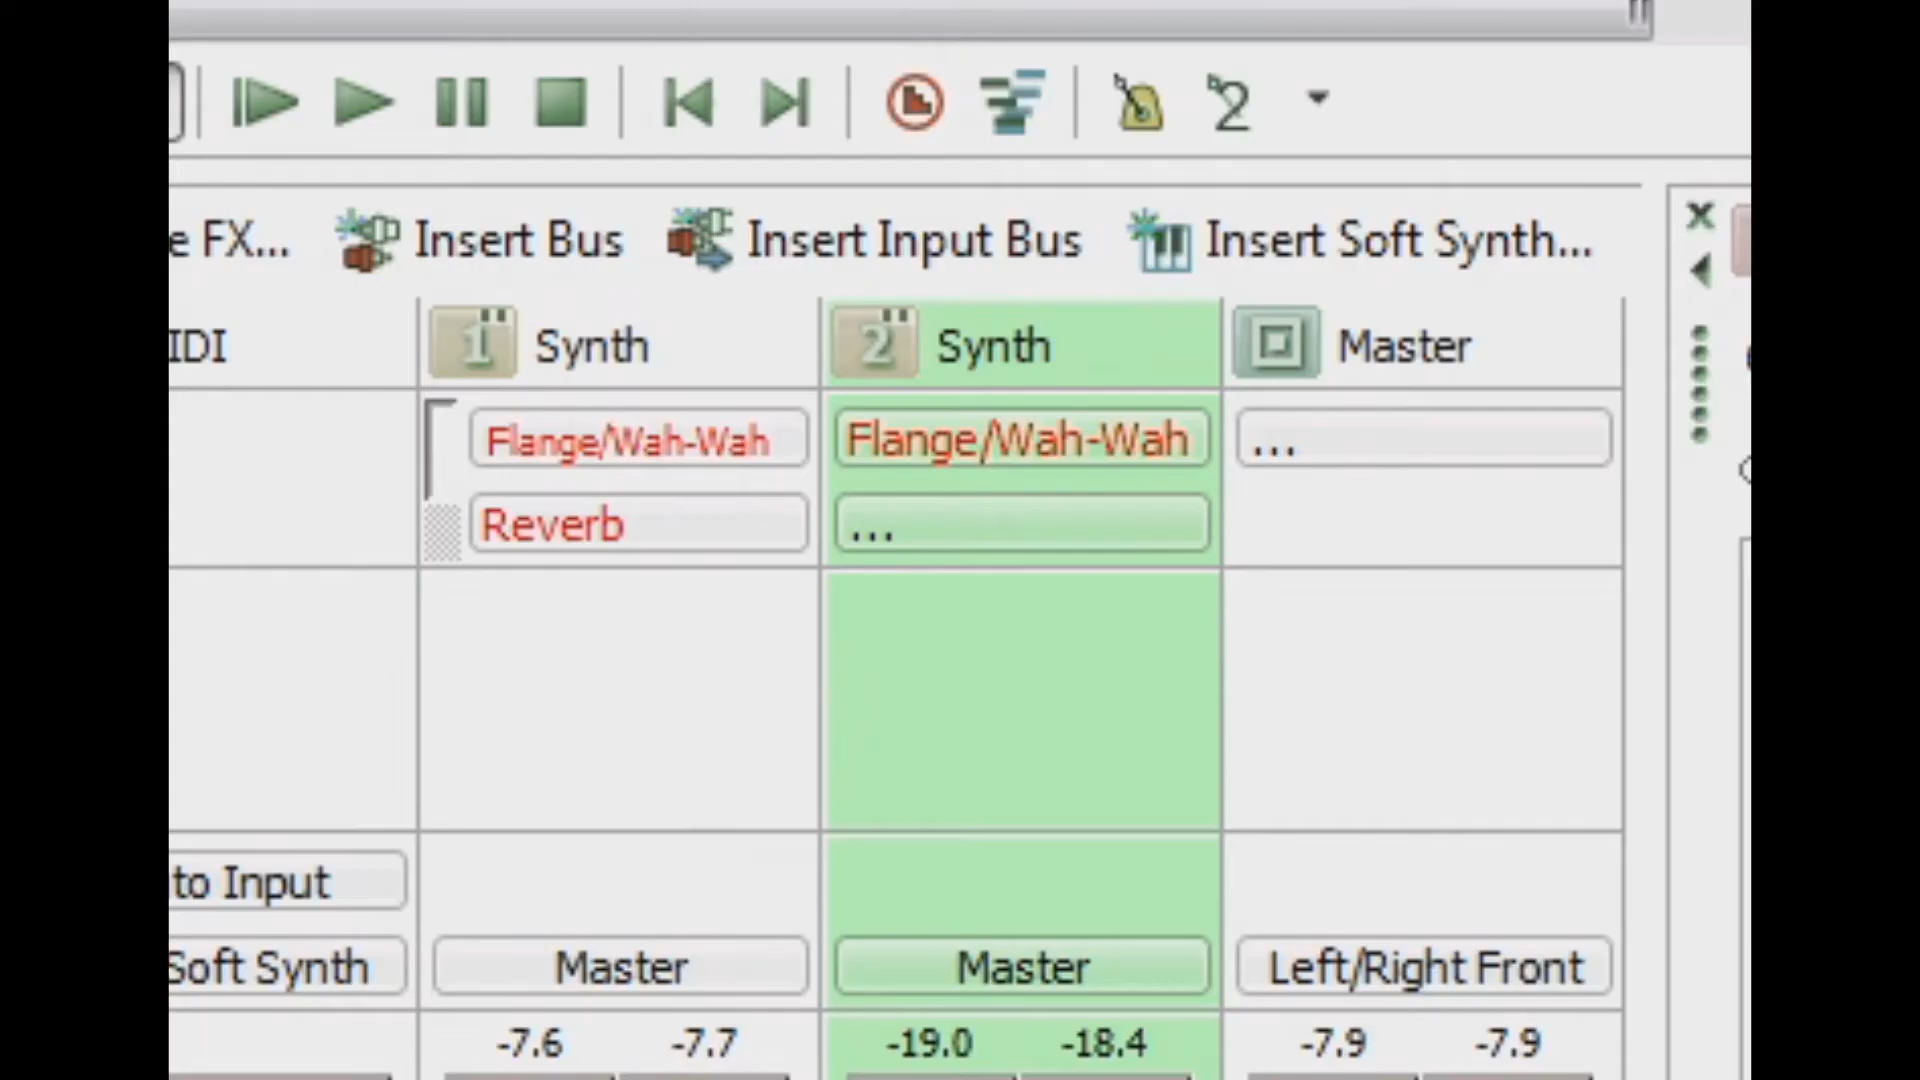 2
e FX... Insert Bus Insert Input Bus Insert Soft Synth...
IDI 1 Synth 2 Synth Master
Flange/Wah-Wah Flange/Wah-Wah ...
Reverb ...
to Input
Soft Synth Master Master Left/Right Front
-7.6 -7.7 -19.0 -18.4 -7.9 -7.9